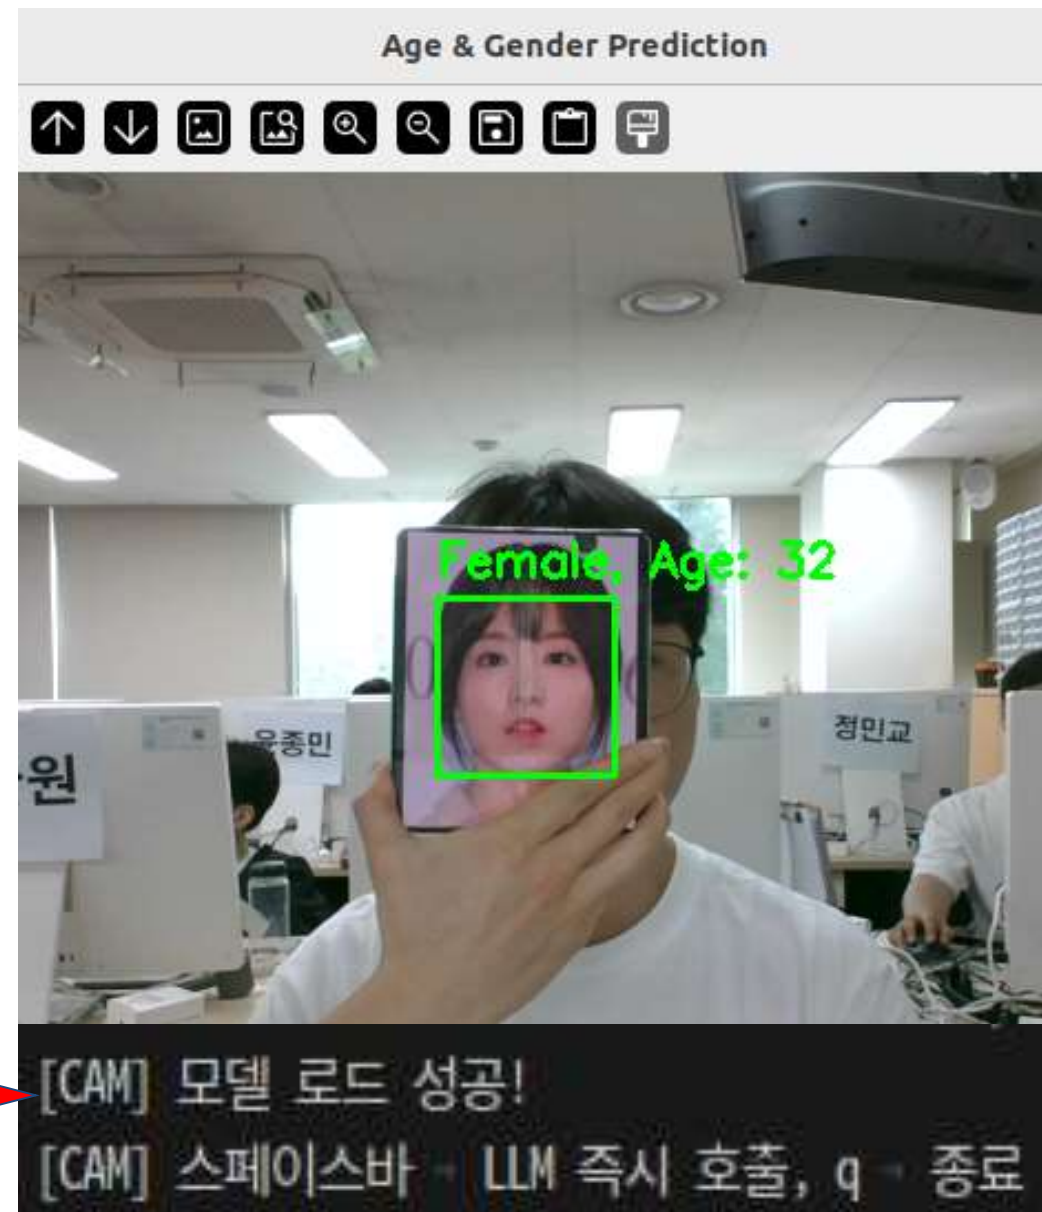 Age & Gender Prediction
Female, Age: 32
윤종민
정민교
원
[CAM] 모델 로드 성공!
[CAM] 스페이스바 - LLM 즉시 호출, q - 종료